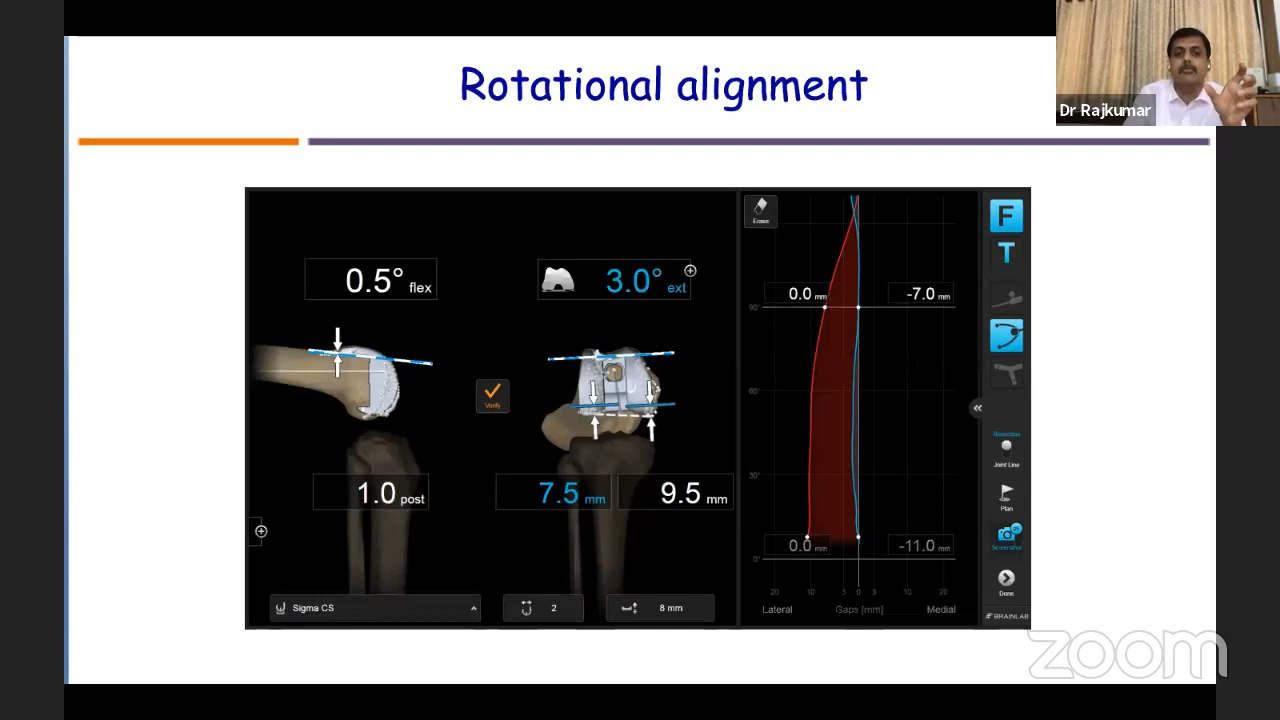 Rotational alignment
Dr Rajkumar
Erase
F
T
0.5° flex
3.0° ext
0.0 mm
-7.0 mm
90°
Verify
60°
1.0 post
7.5 mm
9.5 mm
30°
Resection
Joint Line
Plan
0.0 mm
-11.0 mm
0°
Screenshot
Done
20 10 3 0 3 10 20
Sigma CS
2
8 mm
Lateral Gaps [mm] Medial
BRAINLAB
zoom